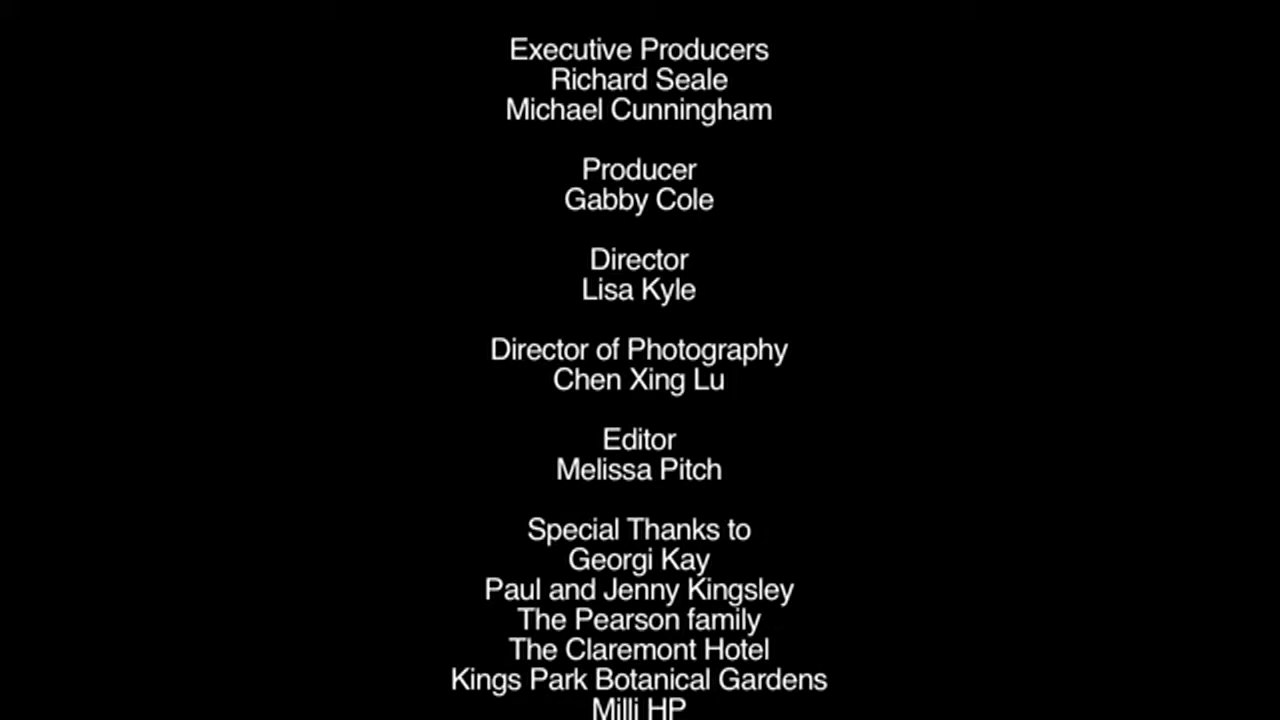 Executive Producers
Richard Seale
Michael Cunningham
Producer
Gabby Cole
Director
Lisa Kyle
Director of Photography
Chen Xing Lu
Editor
Melissa Pitch
Special Thanks to
Georgi Kay
Paul and Jenny Kingsley
The Pearson family
The Claremont Hotel
Kings Park Botanical Gardens
Milli HP